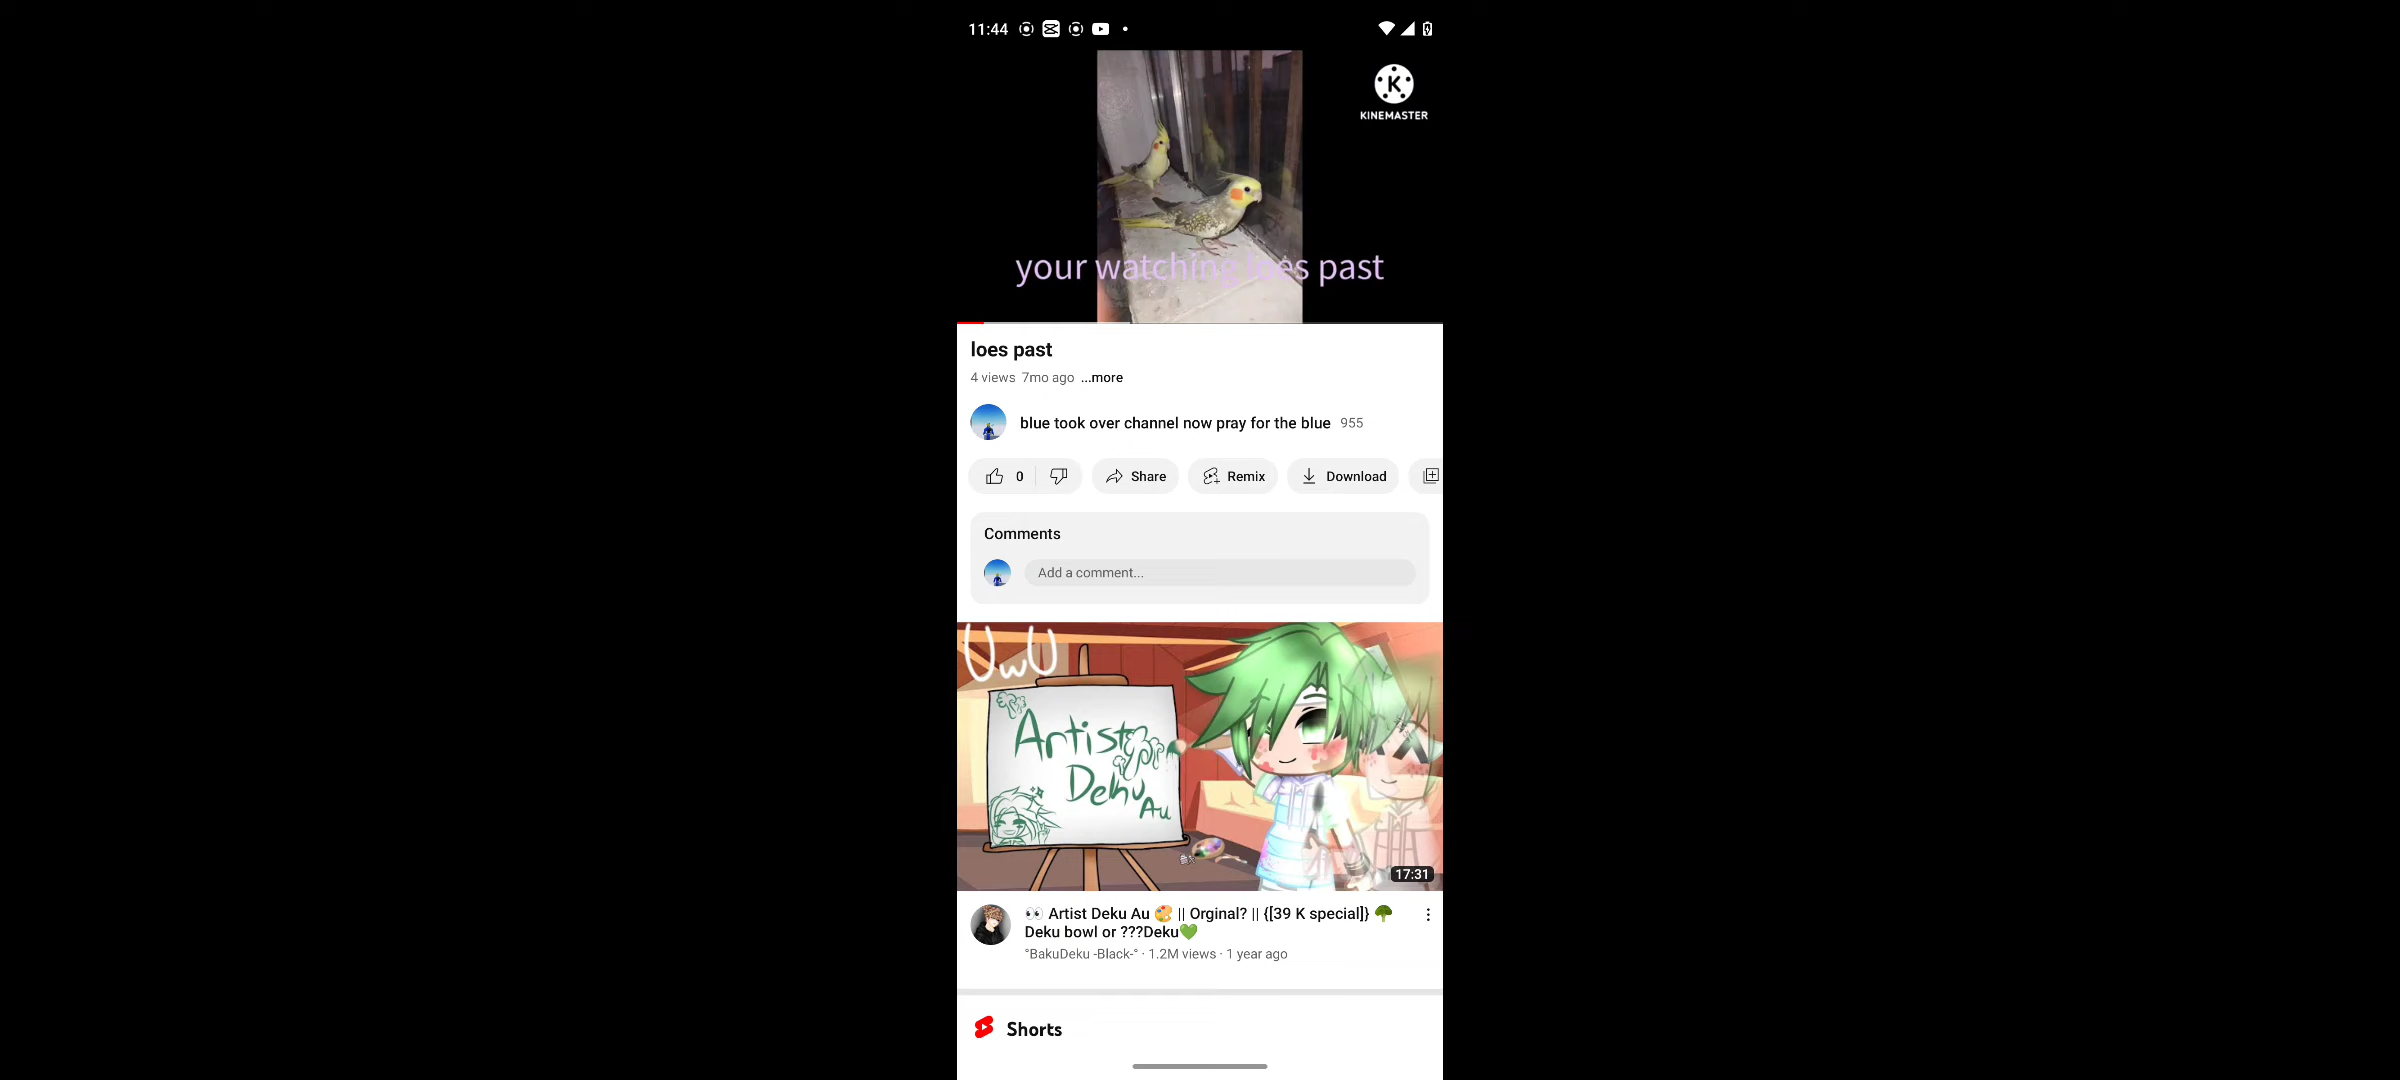 11:44
K
KINEMASTER
your watching loes past
loes past
4 views 7mo ago ...more
blue took over channel now pray for the blue 955
0 Share Remix Download
Comments
Add a comment...
UwU
Artist
Deku
Au
17:31
👀 Artist Deku Au 🎨 || Orginal? || {[39 K special]} 🥦
Deku bowl or ???Deku💚
°BakuDeku -Black-° · 1.2M views · 1 year ago
Shorts